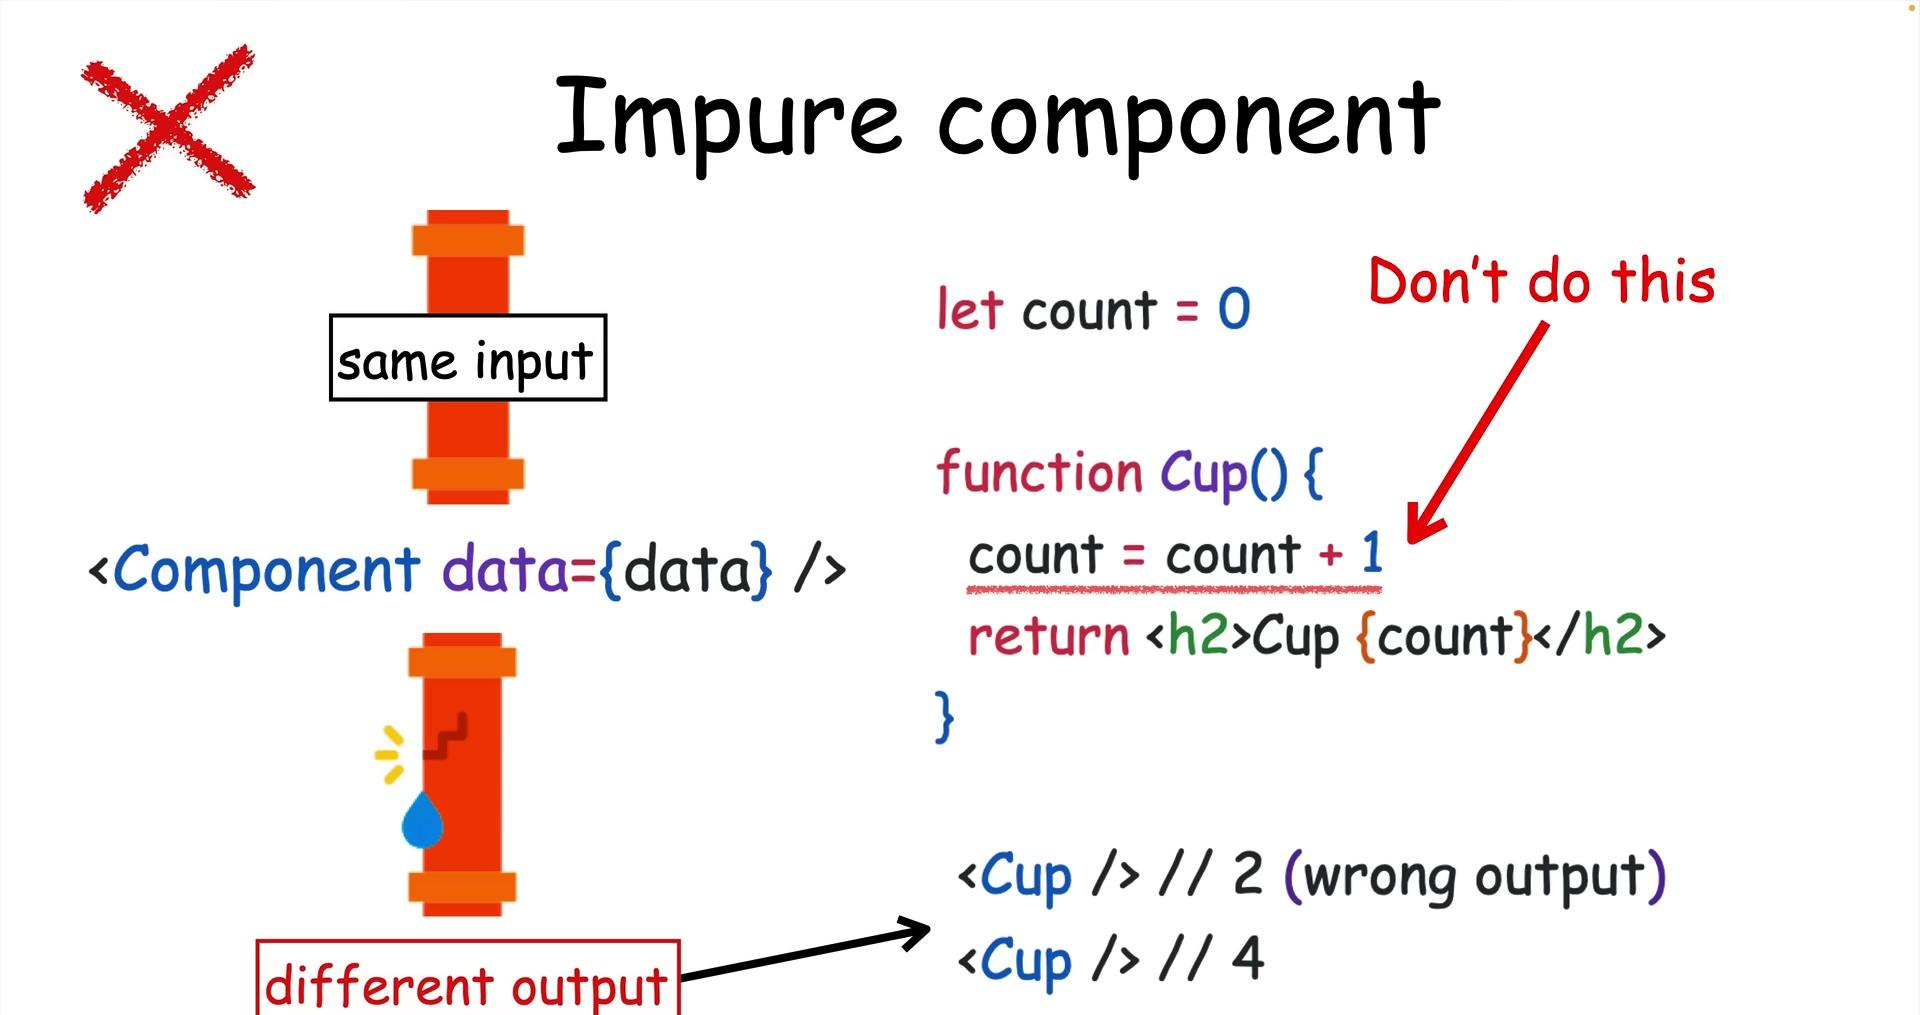 Impure component
same input
<Component data={data} />
different output
Don't do this
let count = 0
function Cup() {
count = count + 1
return <h2>Cup {count}</h2>
}
<Cup /> // 2 (wrong output)
<Cup /> // 4